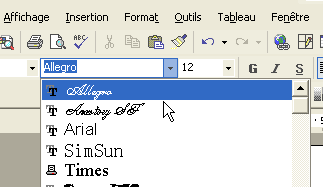 Affichage Insertion Format Outils Tableau Fenêtre
Allegro 12 G I S
Allegro
Arial
SimSun
Times